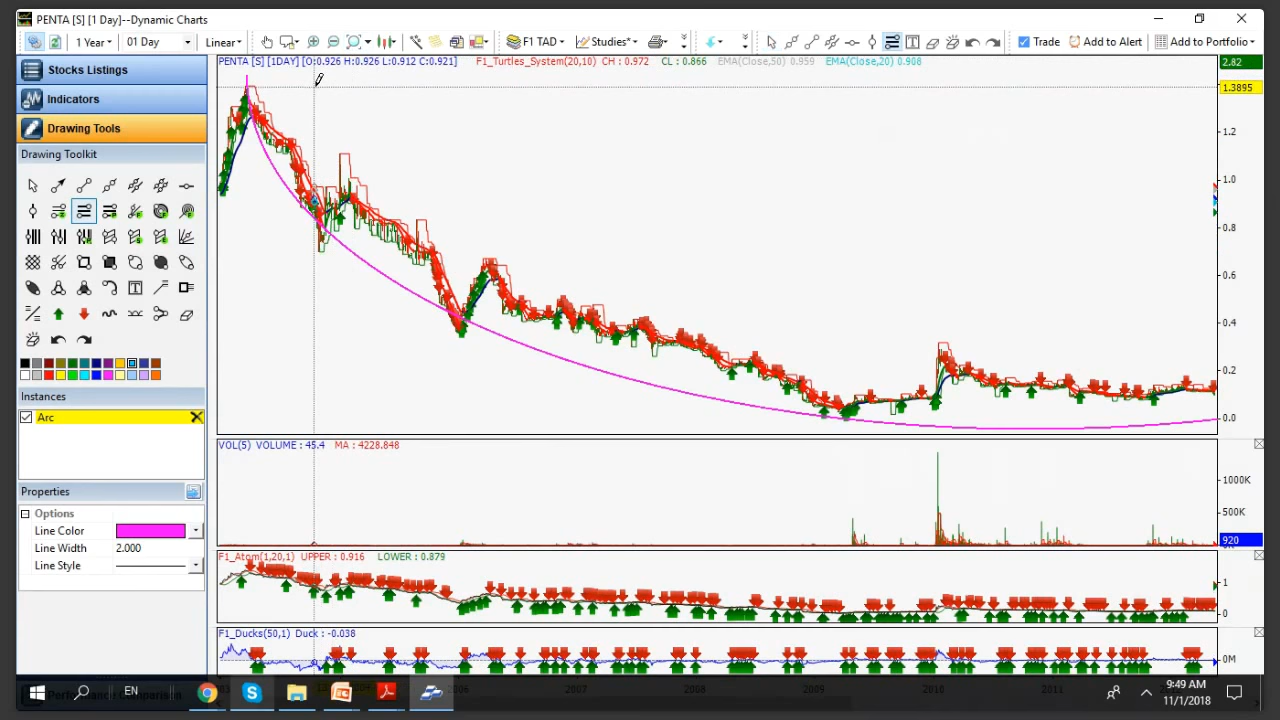 PENTA [S] [1 Day]--Dynamic Charts
1 Year 01 Day Linear F1 TAD Studies* Trade Add to Alert Add to Portfolio
Stocks Listings
Indicators
Drawing Tools
Drawing Toolkit
Instances
Arc
Properties
Options
Line Color
Line Width 2.000
Line Style
PENTA [S] [1DAY] [O:0.926 H:0.926 L:0.912 C:0.921] F1_Turtles_System(20,10) CH : 0.972 CL : 0.866 EMA(Close,50) 0.959 EMA(Close,20) 0.908
2.82
1.3895
1.2
1.0
0.8
0.6
0.4
0.2
0.0
VOL(5) VOLUME : 45.4 MA : 4228.848
1000K
500K
920
F1_Atom(1,20,1) UPPER : 0.916 LOWER : 0.879
1
0
F1_Ducks(50,1) Duck : -0.038
0M
2006 2007 2008 2009 2010 2011
EN
9:49 AM
11/1/2018